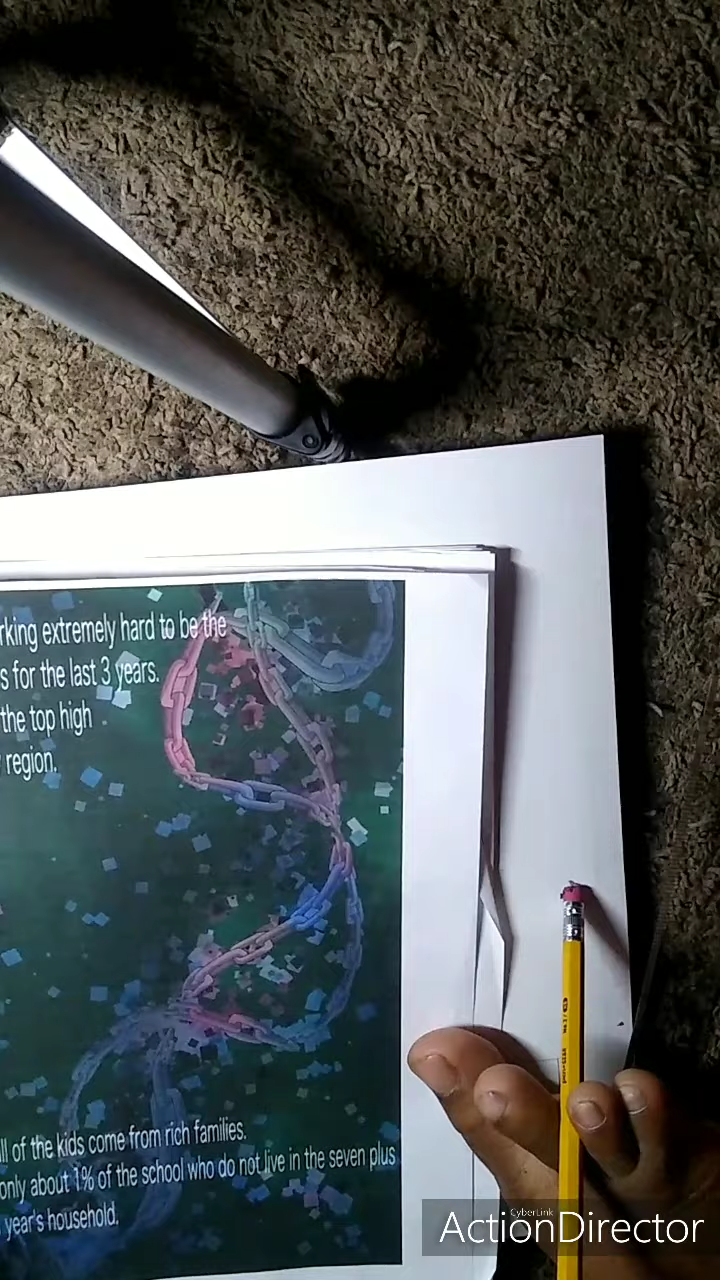 rking extremely hard to be the
s for the last 3 years.
the top high
region.
ll of the kids come from rich families.
only about 1% of the school who do not live in the seven plus
year's household.
CyberLink
ActionDirector